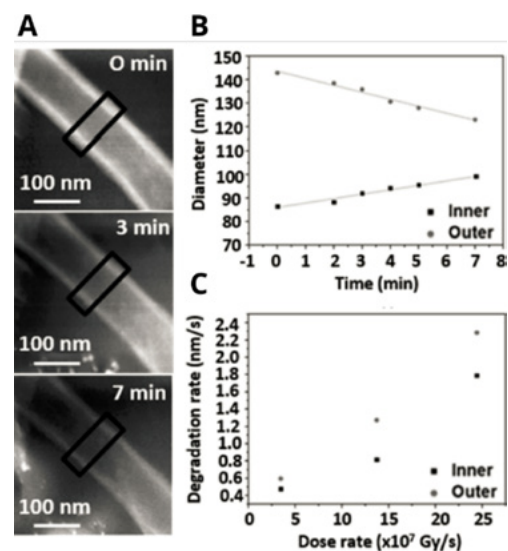 A
O min
100 nm
3 min
100 nm
7 min
100 nm
B
150
140
130
120
110
100
90
80
70
Diameter (nm)
Inner
Outer
-1 0 1 2 3 4 5 6 7 8
Time (min)
C
2.4
2.2
2.0
1.8
1.6
1.4
1.2
1.0
0.8
0.6
0.4
Degradation rate (nm/s)
Inner
Outer
0 5 10 15 20 25
Dose rate (x10⁷ Gy/s)